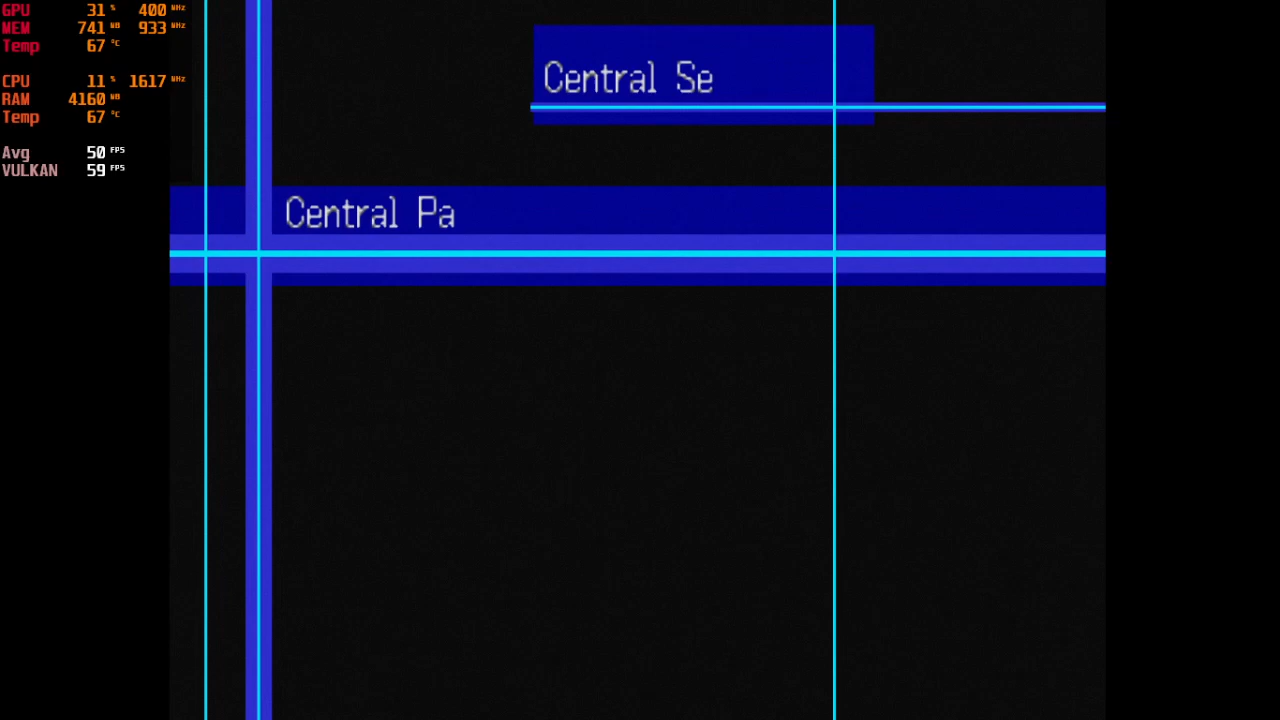 GPU 31 % 400 MHz
MEM 741 MB 933 MHz
Temp 67 °C
CPU 11 % 1617 MHz
RAM 4160 MB
Temp 67 °C
Avg 50 FPS
VULKAN 59 FPS
Central Se
Central Pa